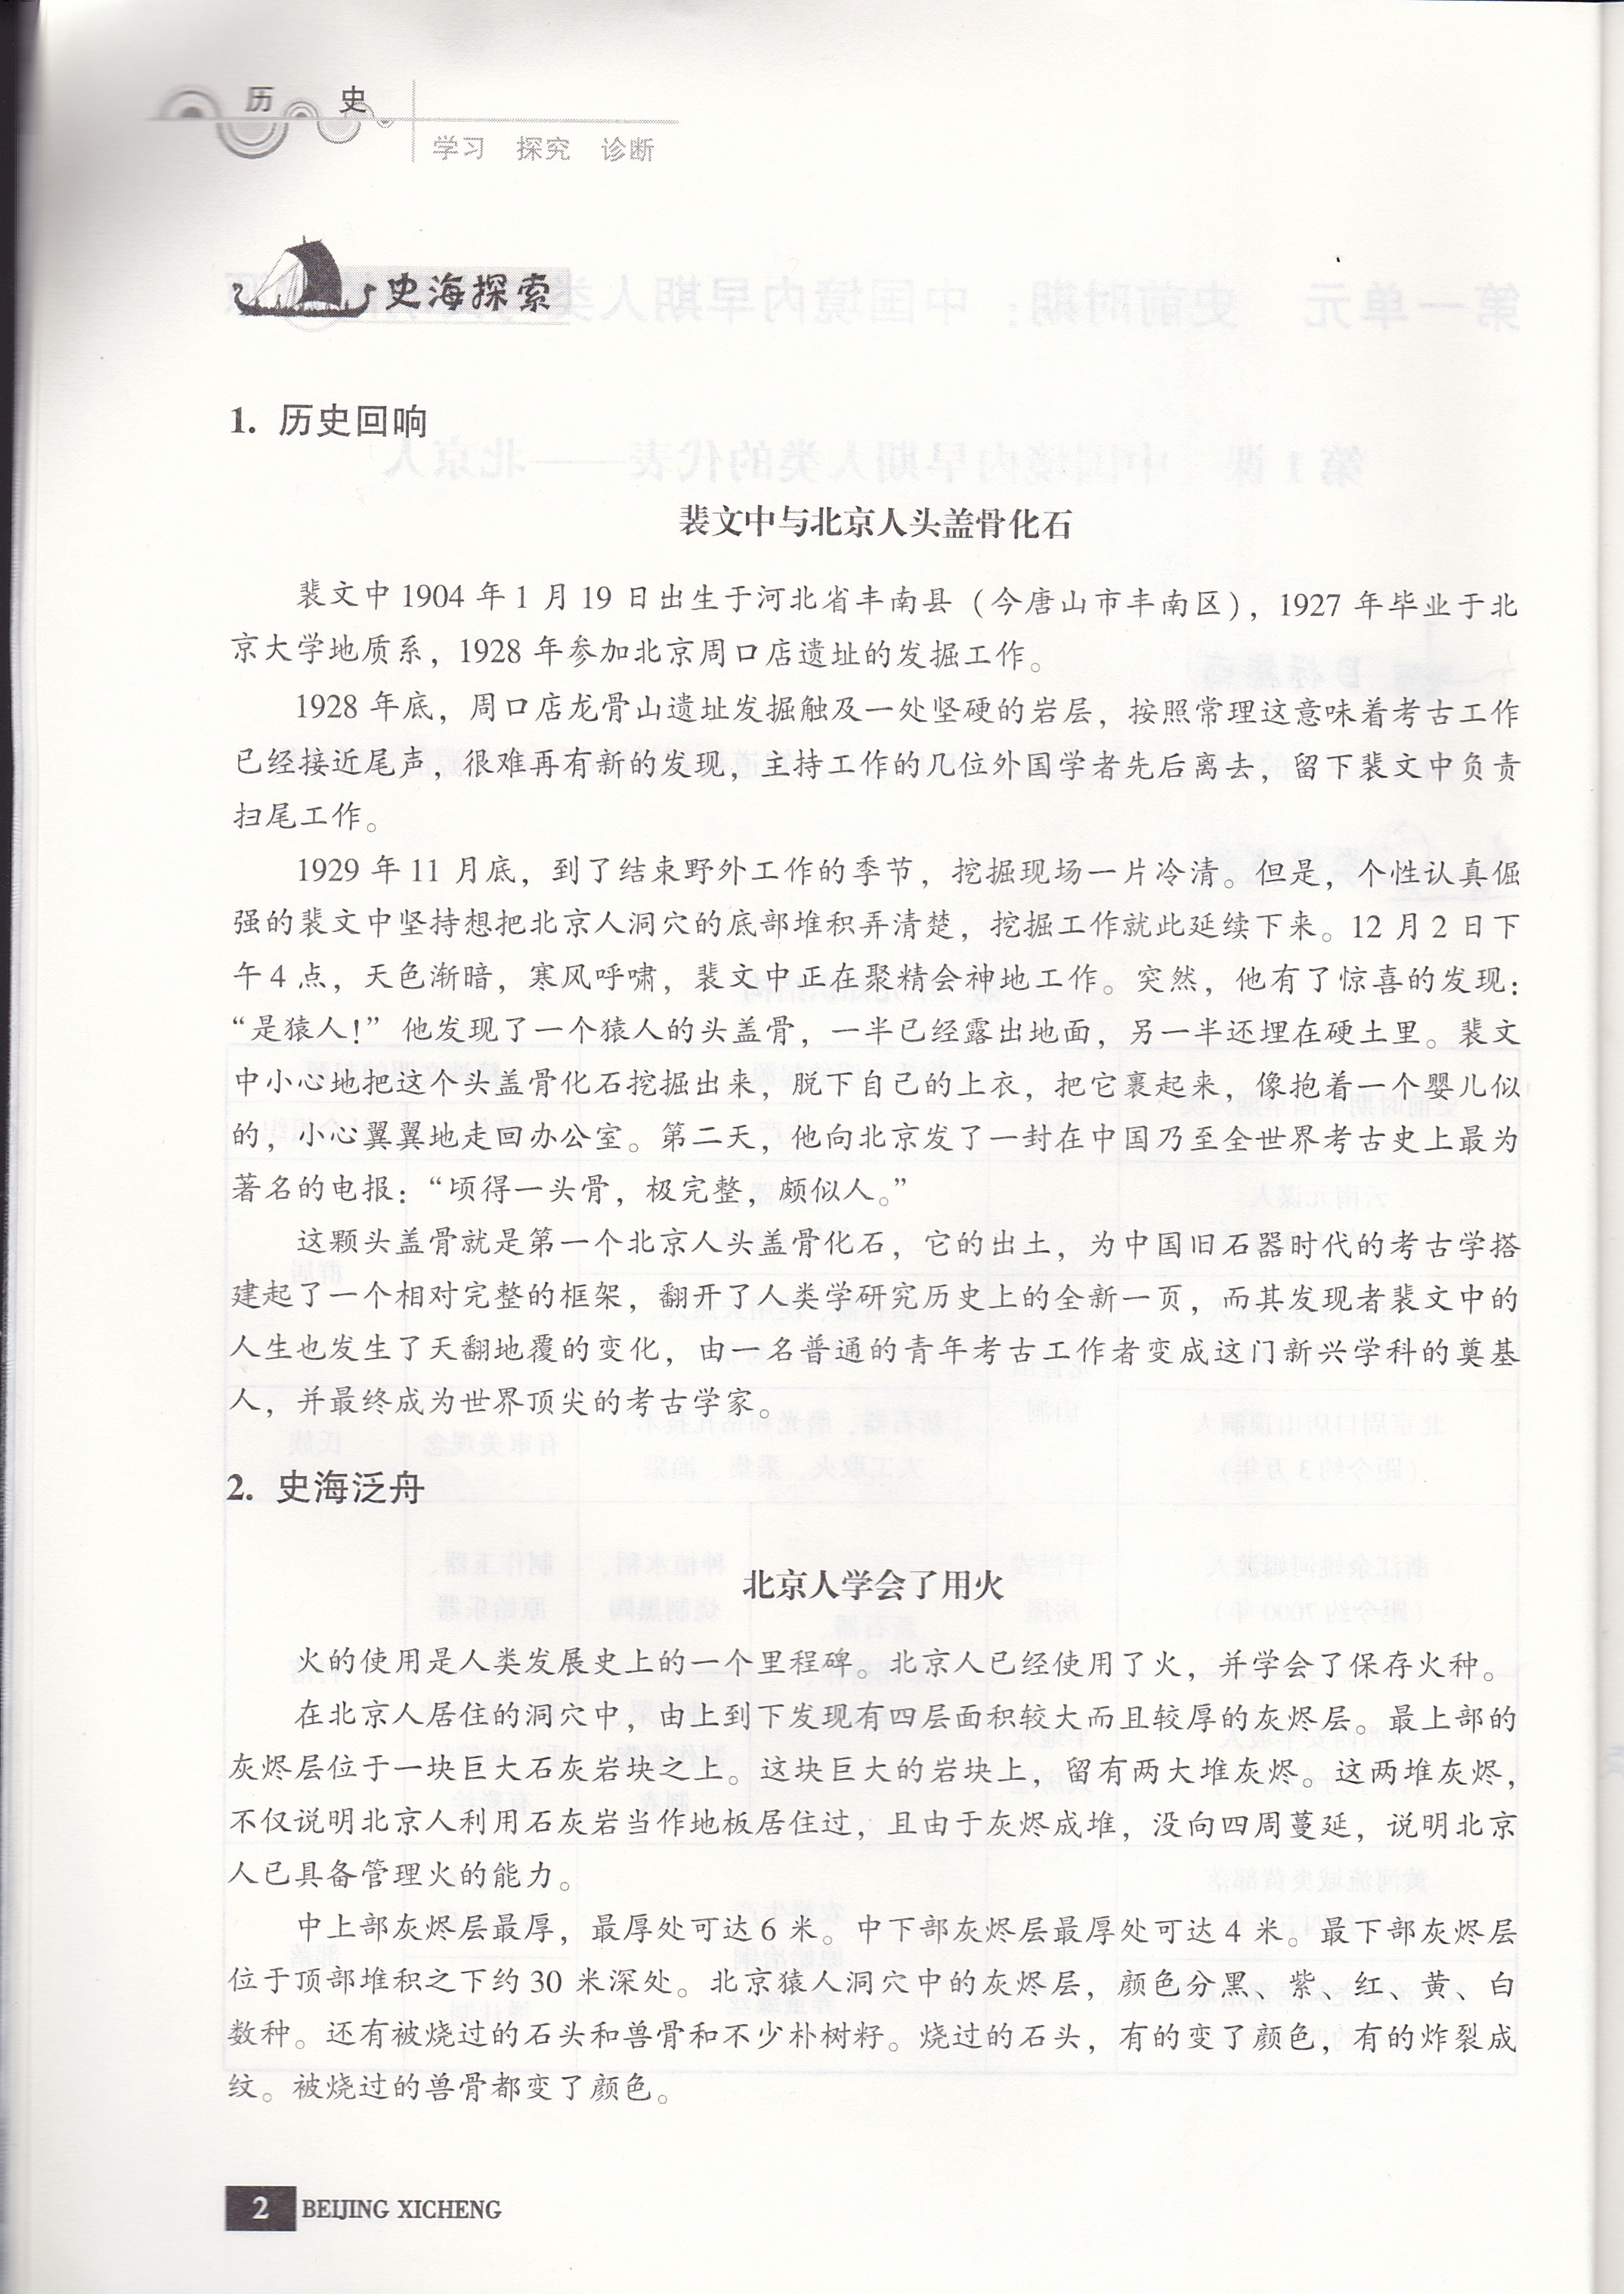 历史
学习 探究 诊断
史海探索
1. 历史回响
裴文中与北京人头盖骨化石
裴文中1904年1月19日出生于河北省丰南县（今唐山市丰南区），1927年毕业于北
京大学地质系，1928年参加北京周口店遗址的发掘工作。
1928年底，周口店龙骨山遗址发掘触及一处坚硬的岩层，按照常理这意味着考古工作
已经接近尾声，很难再有新的发现，主持工作的几位外国学者先后离去，留下裴文中负责
扫尾工作。
1929年11月底，到了结束野外工作的季节，挖掘现场一片冷清。但是，个性认真倔
强的裴文中坚持想把北京人洞穴的底部堆积弄清楚，挖掘工作就此延续下来。12月2日下
午4点，天色渐暗，寒风呼啸，裴文中正在聚精会神地工作。突然，他有了惊喜的发现：
“是猿人！”他发现了一个猿人的头盖骨，一半已经露出地面，另一半还埋在硬土里。裴文
中小心地把这个头盖骨化石挖掘出来，脱下自己的上衣，把它裹起来，像抱着一个婴儿似
的，小心翼翼地走回办公室。第二天，他向北京发了一封在中国乃至全世界考古史上最为
著名的电报：“顷得一头骨，极完整，颇似人。”
这颗头盖骨就是第一个北京人头盖骨化石，它的出土，为中国旧石器时代的考古学搭
建起了一个相对完整的框架，翻开了人类学研究历史上的全新一页，而其发现者裴文中的
人生也发生了天翻地覆的变化，由一名普通的青年考古工作者变成这门新兴学科的奠基
人，并最终成为世界顶尖的考古学家。
2. 史海泛舟
北京人学会了用火
火的使用是人类发展史上的一个里程碑。北京人已经使用了火，并学会了保存火种。
在北京人居住的洞穴中，由上到下发现有四层面积较大而且较厚的灰烬层。最上部的
灰烬层位于一块巨大石灰岩块之上。这块巨大的岩块上，留有两大堆灰烬。这两堆灰烬，
不仅说明北京人利用石灰岩当作地板居住过，且由于灰烬成堆，没向四周蔓延，说明北京
人已具备管理火的能力。
中上部灰烬层最厚，最厚处可达6米。中下部灰烬层最厚处可达4米。最下部灰烬层
位于顶部堆积之下约30米深处。北京猿人洞穴中的灰烬层，颜色分黑、紫、红、黄、白
数种。还有被烧过的石头和兽骨和不少朴树籽。烧过的石头，有的变了颜色，有的炸裂成
纹。被烧过的兽骨都变了颜色。
2 BEIJING XICHENG